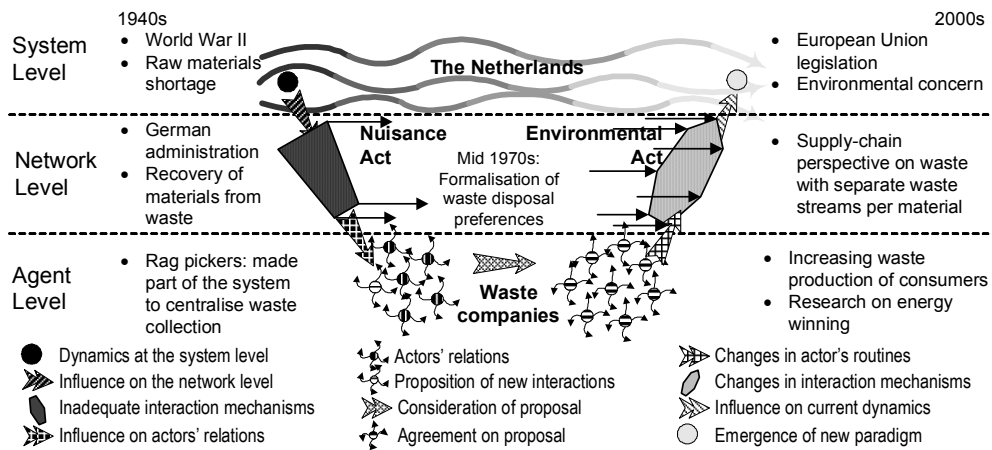 1940s
2000s
System
Level
• World War II
• Raw materials
shortage
The Netherlands
• European Union
legislation
• Environmental concern
Network
Level
• German
administration
• Recovery of
materials from
waste
Nuisance
Act
Mid 1970s:
Formalisation of
waste disposal
preferences
Environmental
Act
• Supply-chain
perspective on waste
with separate waste
streams per material
Agent
Level
• Rag pickers: made
part of the system
to centralise waste
collection
Waste
companies
• Increasing waste
production of consumers
• Research on energy
winning
Dynamics at the system level
Influence on the network level
Inadequate interaction mechanisms
Influence on actors' relations
Actors' relations
Proposition of new interactions
Consideration of proposal
Agreement on proposal
Changes in actor's routines
Changes in interaction mechanisms
Influence on current dynamics
Emergence of new paradigm